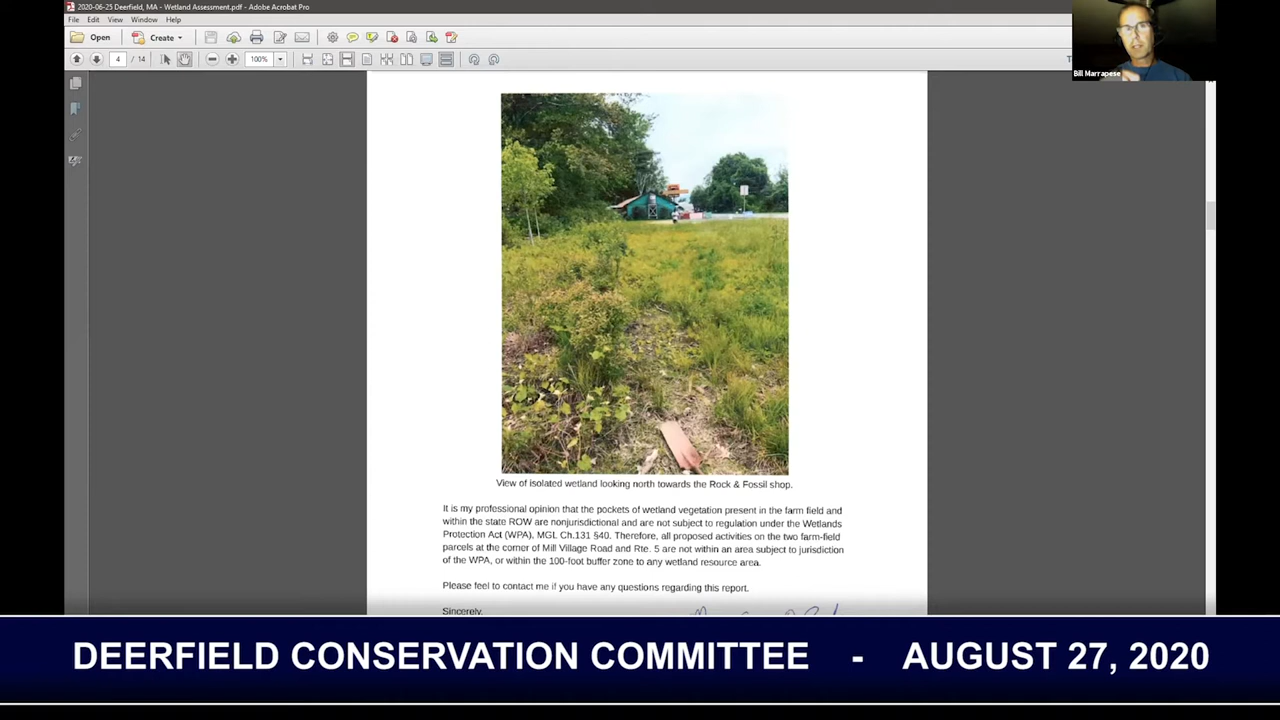 2020-06-25 Deerfield, MA - Wetland Assessment.pdf - Adobe Acrobat Pro
File Edit View Window Help
Open Create
4 / 14 100%
Bill Marrapese
View of isolated wetland looking north towards the Rock & Fossil shop.
It is my professional opinion that the pockets of wetland vegetation present in the farm field and
within the state ROW are nonjurisdictional and are not subject to regulation under the Wetlands
Protection Act (WPA), MGL Ch.131 §40. Therefore, all proposed activities on the two farm-field
parcels at the corner of Mill Village Road and Rte. 5 are not within an area subject to jurisdiction
of the WPA, or within the 100-foot buffer zone to any wetland resource area.
Please feel to contact me if you have any questions regarding this report.
Sincerely,
DEERFIELD CONSERVATION COMMITTEE - AUGUST 27, 2020